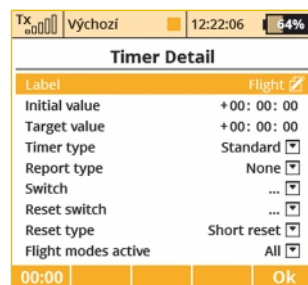 Tx Výchozí 12:22:06 64%
Timer Detail
Label Flight
Initial value +00: 00: 00
Target value +00: 00: 00
Timer type Standard
Report type None
Switch ...
Reset switch ...
Reset type Short reset
Flight modes active All
00:00 Ok